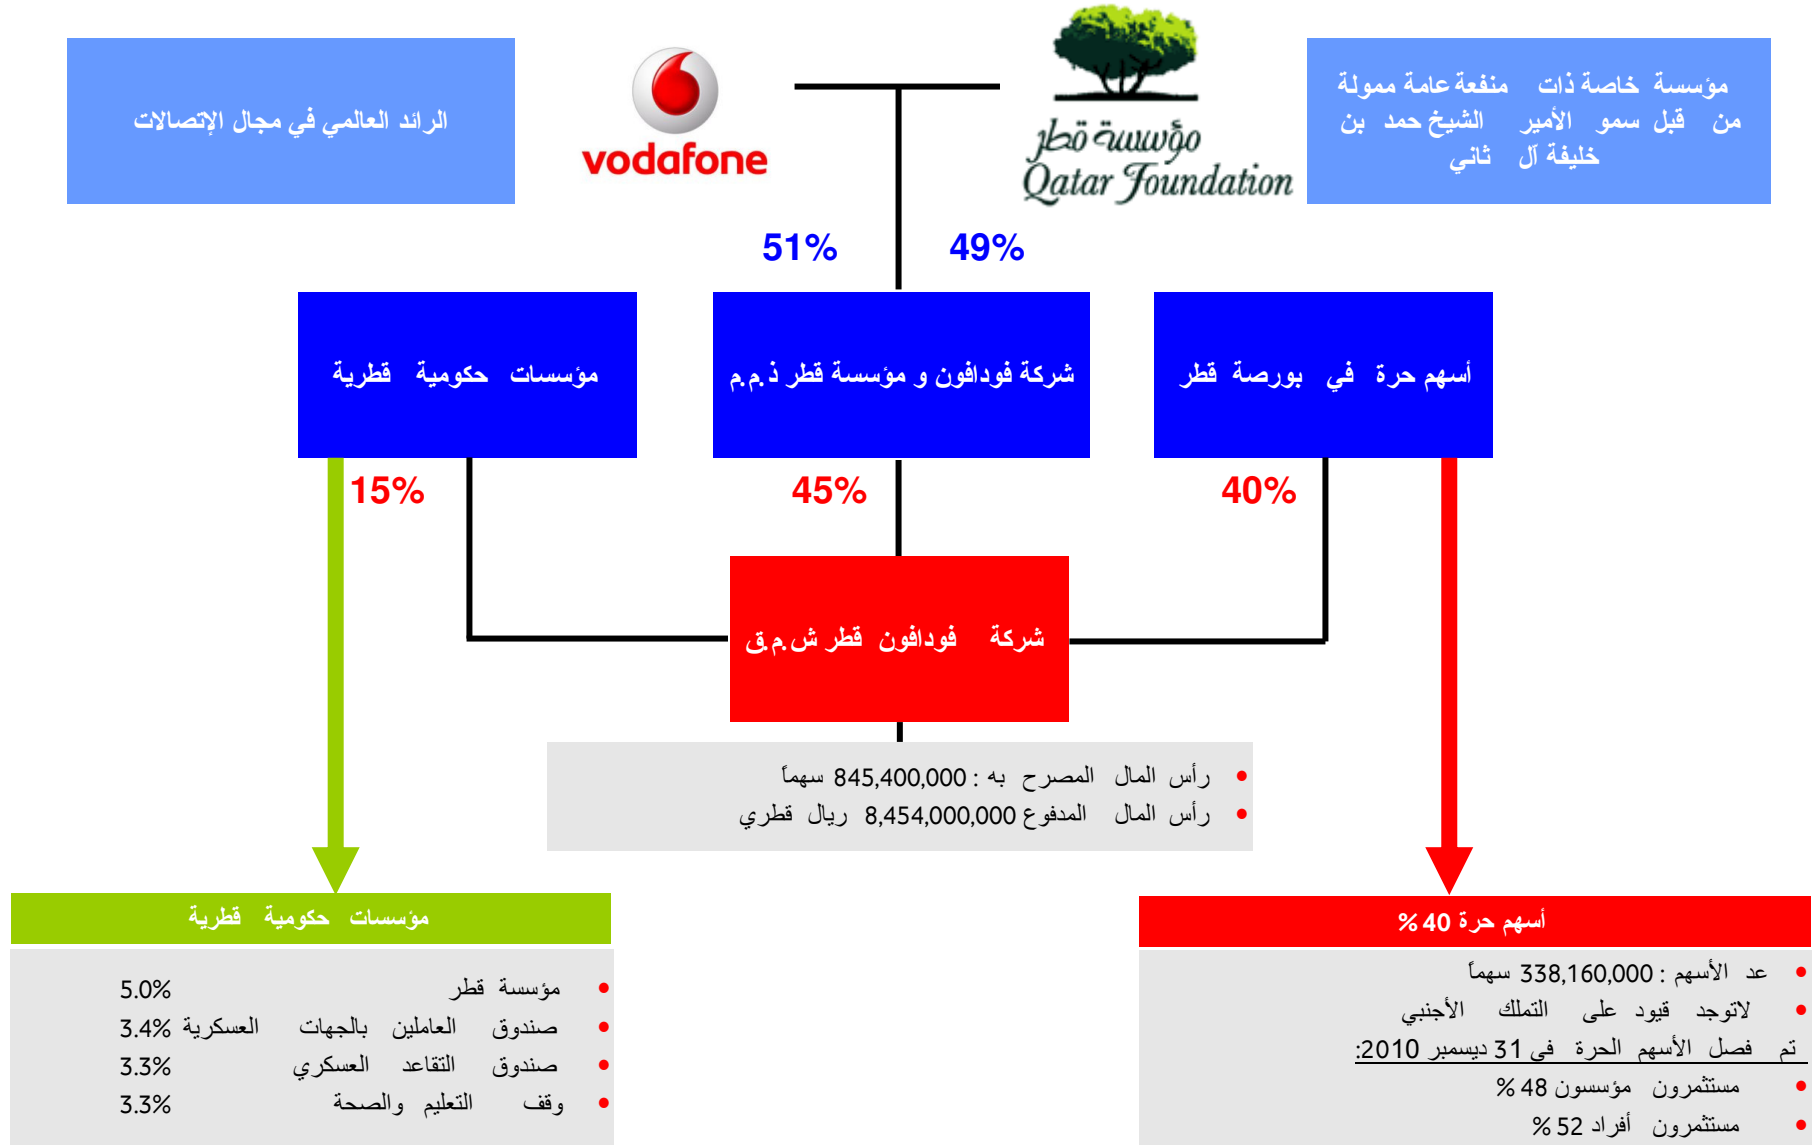 مؤسسة خاصة ذات منفعة عامة ممولة
من قبل سمو الأمير الشيخ حمد بن
خليفة آل ثاني
مؤسسة قطر
Qatar Foundation
vodafone
الرائد العالمي في مجال الإتصالات
51%
49%
أسهم حرة في بورصة قطر
شركة فودافون و مؤسسة قطر ذ.م.م
مؤسسات حكومية قطرية
40%
45%
15%
شركة فودافون قطر ش.م.ق
• رأس المال المصرح به : 845,400,000 سهماً
• رأس المال المدفوع 8,454,000,000 ريال قطري
أسهم حرة 40 %
• عد الأسهم : 338,160,000 سهماً
• لاتوجد قيود على التملك الأجنبي
تم فصل الأسهم الحرة في 31 ديسمبر 2010:
• مستثمرون مؤسسون 48 %
• مستثمرون أفراد 52 %
مؤسسات حكومية قطرية
• مؤسسة قطر 5.0%
• صندوق العاملين بالجهات العسكرية 3.4%
• صندوق التقاعد العسكري 3.3%
• وقف التعليم والصحة 3.3%